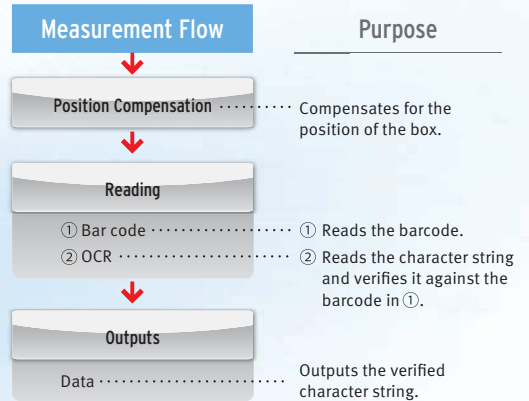 Measurement Flow
Purpose
Position Compensation ·········· Compensates for the
position of the box.
Reading
① Bar code ················· ① Reads the barcode.
② OCR ····················· ② Reads the character string
and verifies it against the
barcode in ①.
Outputs
Data ······················· Outputs the verified
character string.